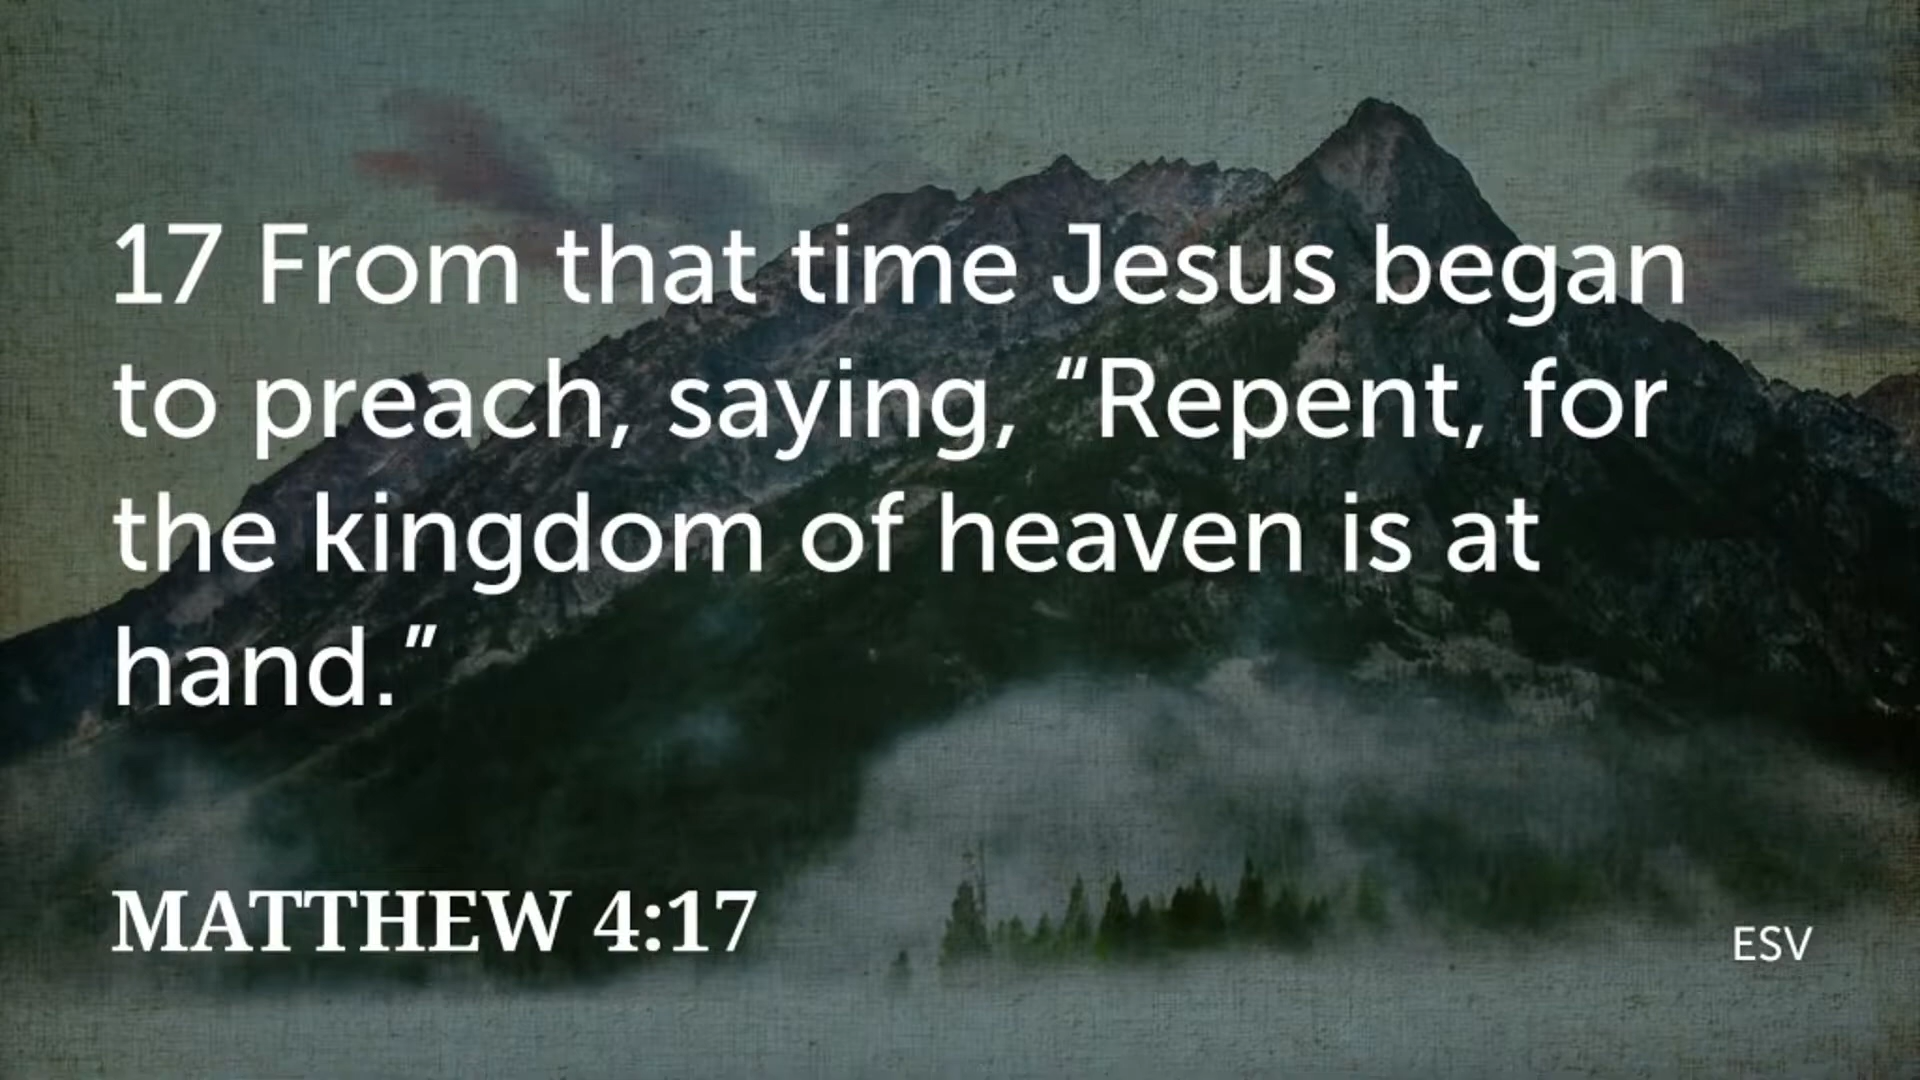 17 From that time Jesus began
to preach, saying, “Repent, for
the kingdom of heaven is at
hand.”
MATTHEW 4:17
ESV